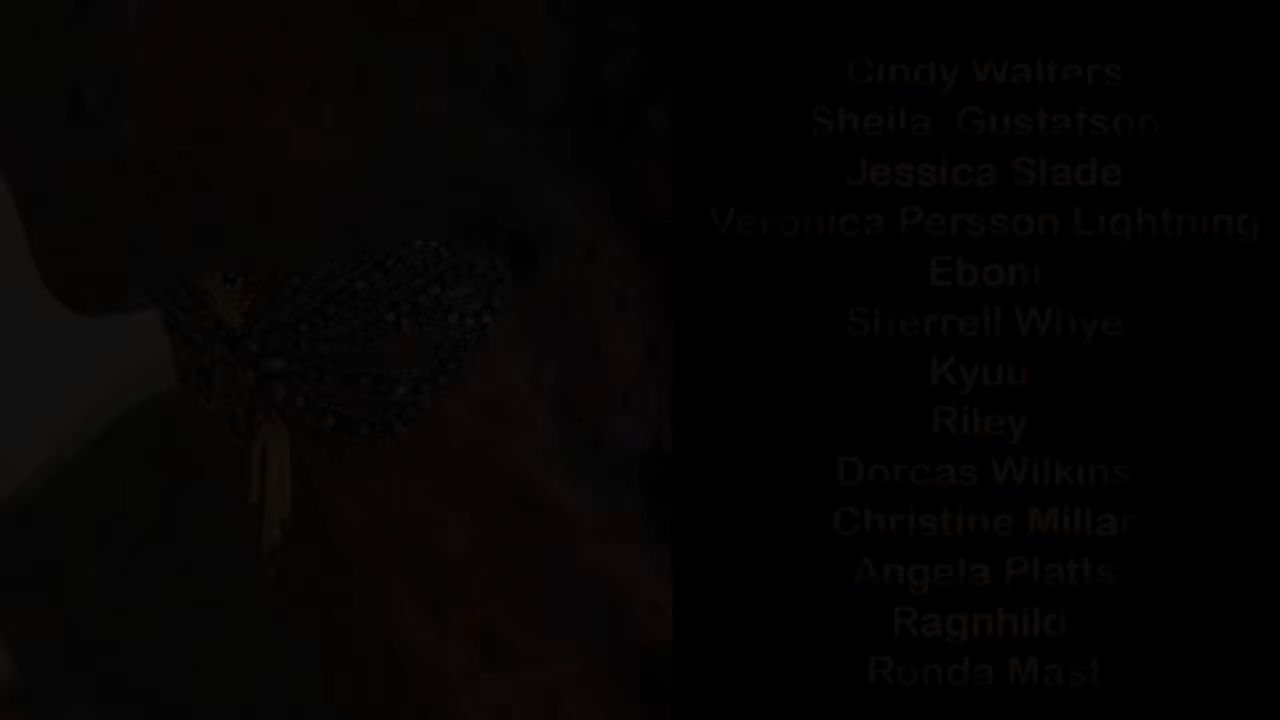 Cindy Walters
Sheila Gustafson
Jessica Slade
Veronica Persson Lightning
Eboni
Sherrell Whye
Kyuu
Riley
Dorcas Wilkins
Christine Millar
Angela Platts
Ragnhild
Ronda Mast